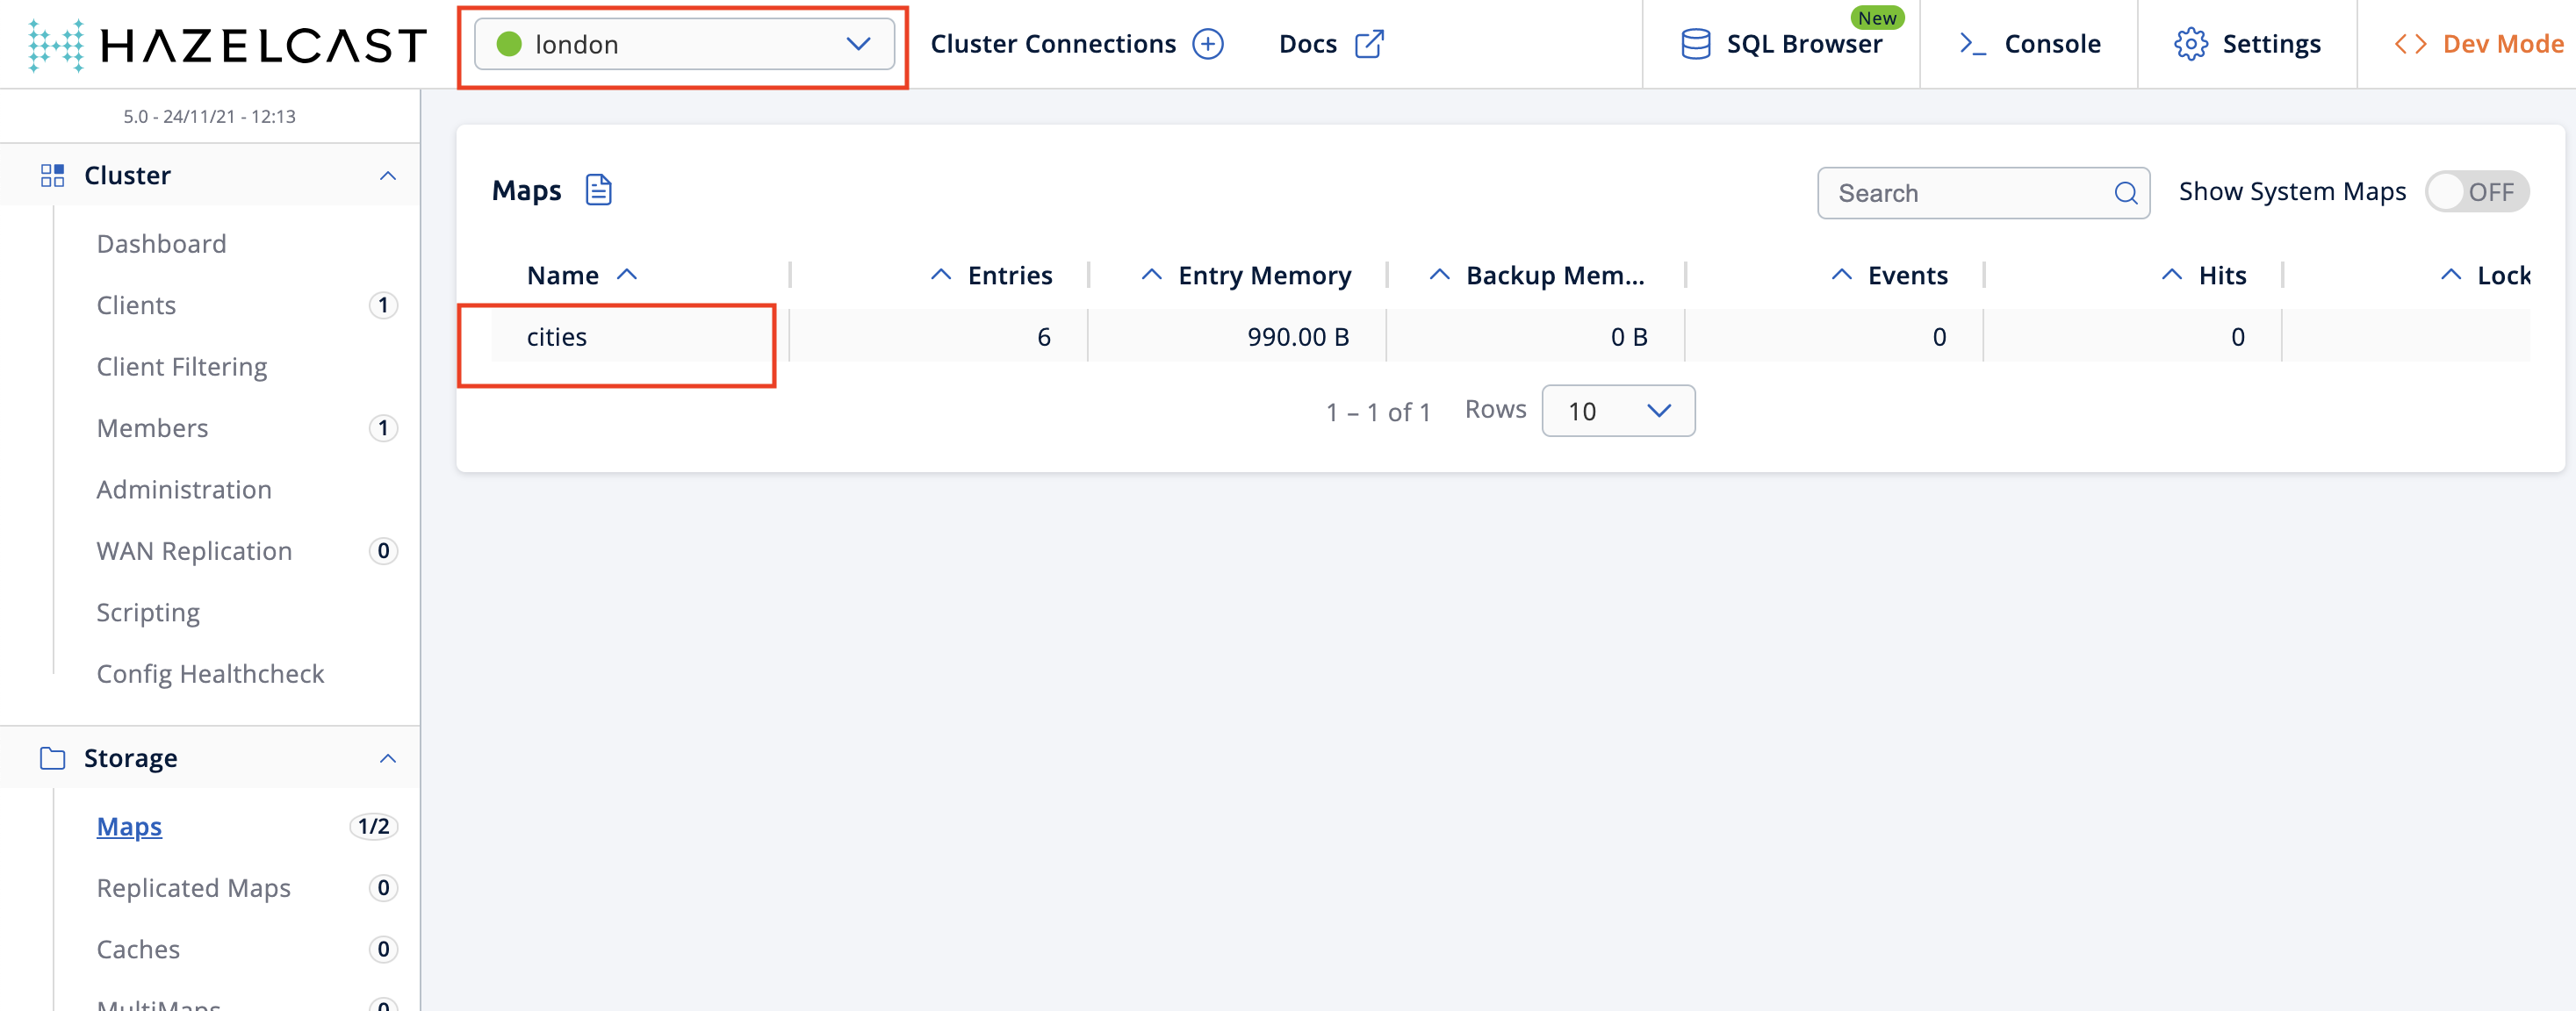 HAZELCAST
london
Cluster Connections
Docs
New
SQL Browser
Console
Settings
Dev Mode
5.0 - 24/11/21 - 12:13
Cluster
Dashboard
Clients 1
Client Filtering
Members 1
Administration
WAN Replication 0
Scripting
Config Healthcheck
Storage
Maps 1/2
Replicated Maps 0
Caches 0
MultiMaps 0
Maps
Search
Show System Maps OFF
Name Entries Entry Memory Backup Mem... Events Hits Lock
cities 6 990.00 B 0 B 0 0
1 – 1 of 1 Rows 10